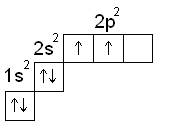 2p²
2s² ↑ ↑
1s² ↑↓
↑↓